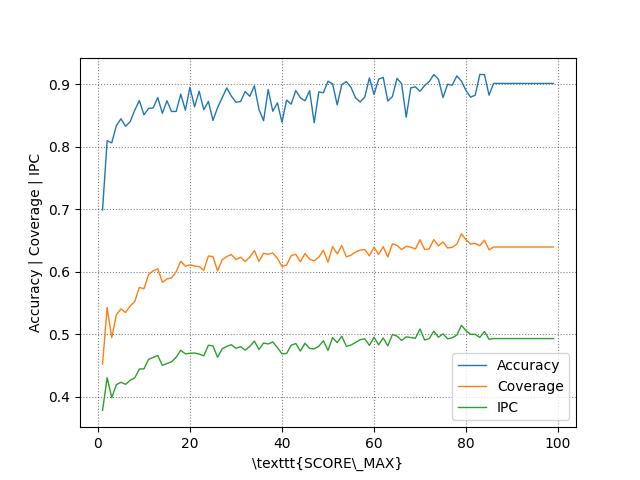 0.9
0.8
0.7
0.6
0.5
0.4
Accuracy | Coverage | IPC
Accuracy
Coverage
IPC
0 20 40 60 80 100
\texttt{SCORE\_MAX}